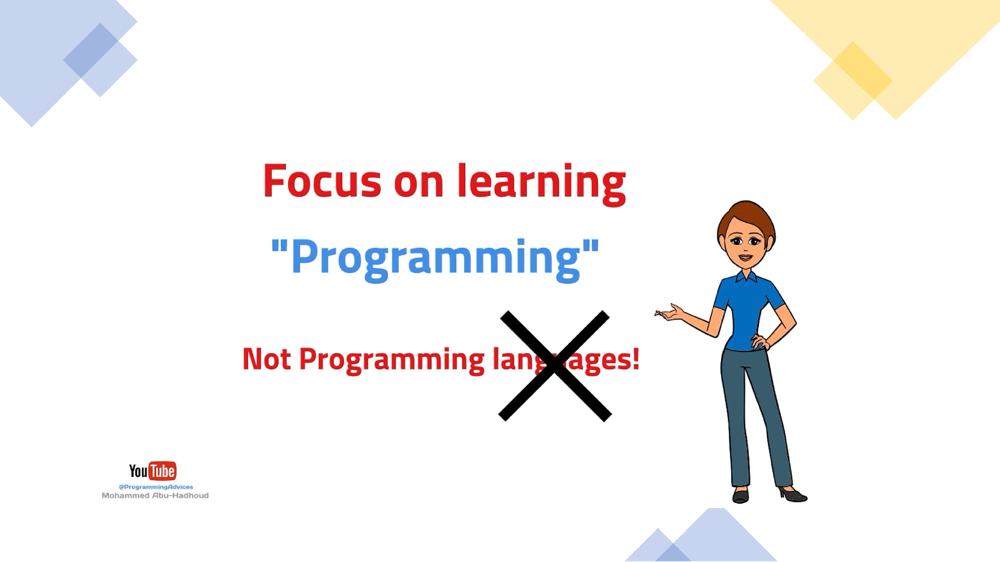 Focus on learning
"Programming"
Not Programming languages!
YouTube
@ProgrammingAdvices
Mohammed Abu-Hadhoud